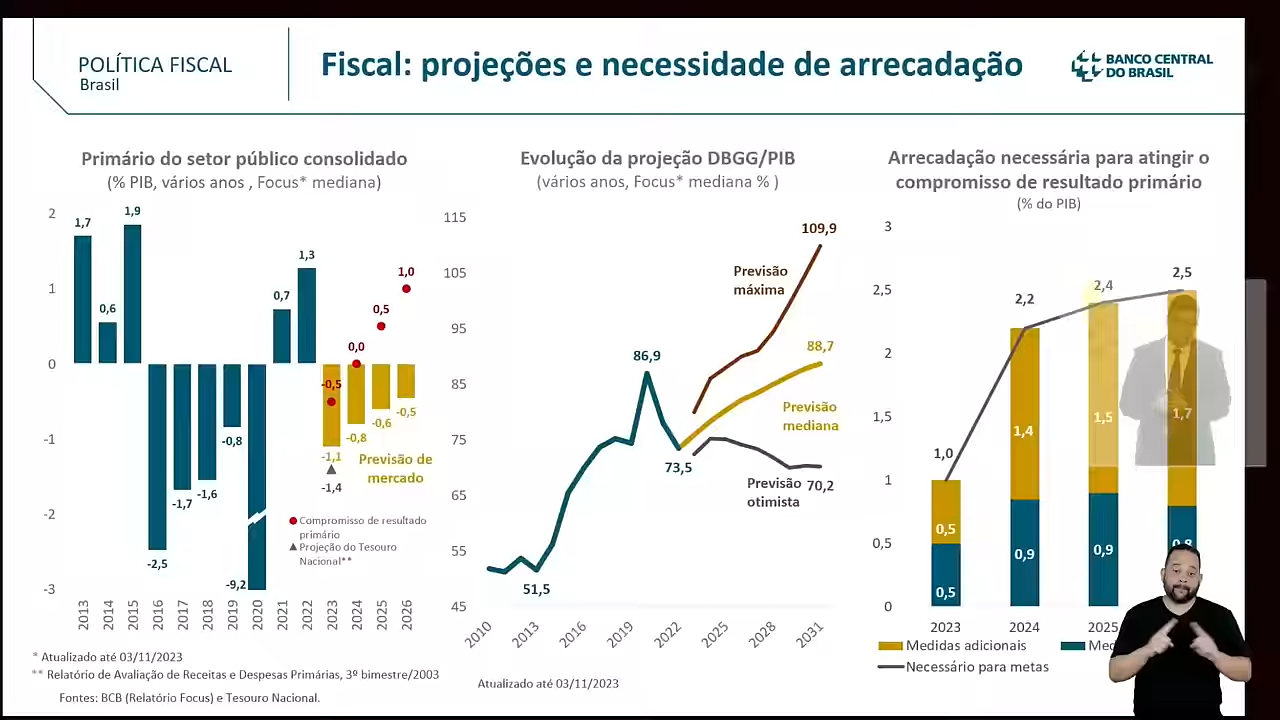 POLÍTICA FISCAL
Brasil
Fiscal: projeções e necessidade de arrecadação
BANCO CENTRAL
DO BRASIL
Primário do setor público consolidado
(% PIB, vários anos , Focus* mediana)
2
1
0
-1
-2
-3
1,7
0,6
1,9
-2,5
-1,7
-1,6
-0,8
-9,2
0,7
1,3
-0,5
0,0
0,5
1,0
-1,1
-0,8
-0,6
-0,5
-1,4
Previsão de
mercado
Compromisso de resultado
primário
Projeção do Tesouro
Nacional**
2013
2014
2015
2016
2017
2018
2019
2020
2021
2022
2023
2024
2025
2026
* Atualizado até 03/11/2023
** Relatório de Avaliação de Receitas e Despesas Primárias, 3º bimestre/2003
Fontes: BCB (Relatório Focus) e Tesouro Nacional.
Evolução da projeção DBGG/PIB
(vários anos, Focus* mediana % )
115
105
95
85
75
65
55
45
109,9
Previsão
máxima
86,9
88,7
Previsão
mediana
73,5
Previsão
otimista
70,2
51,5
2010
2013
2016
2019
2022
2025
2028
2031
Atualizado até 03/11/2023
Arrecadação necessária para atingir o
compromisso de resultado primário
(% do PIB)
3
2,5
2
1,5
1
0,5
0
1,0
2,2
2,4
2,5
0,5
1,4
1,5
1,7
0,5
0,9
0,9
0,8
2023
2024
2025
Medidas adicionais
Necessário para metas